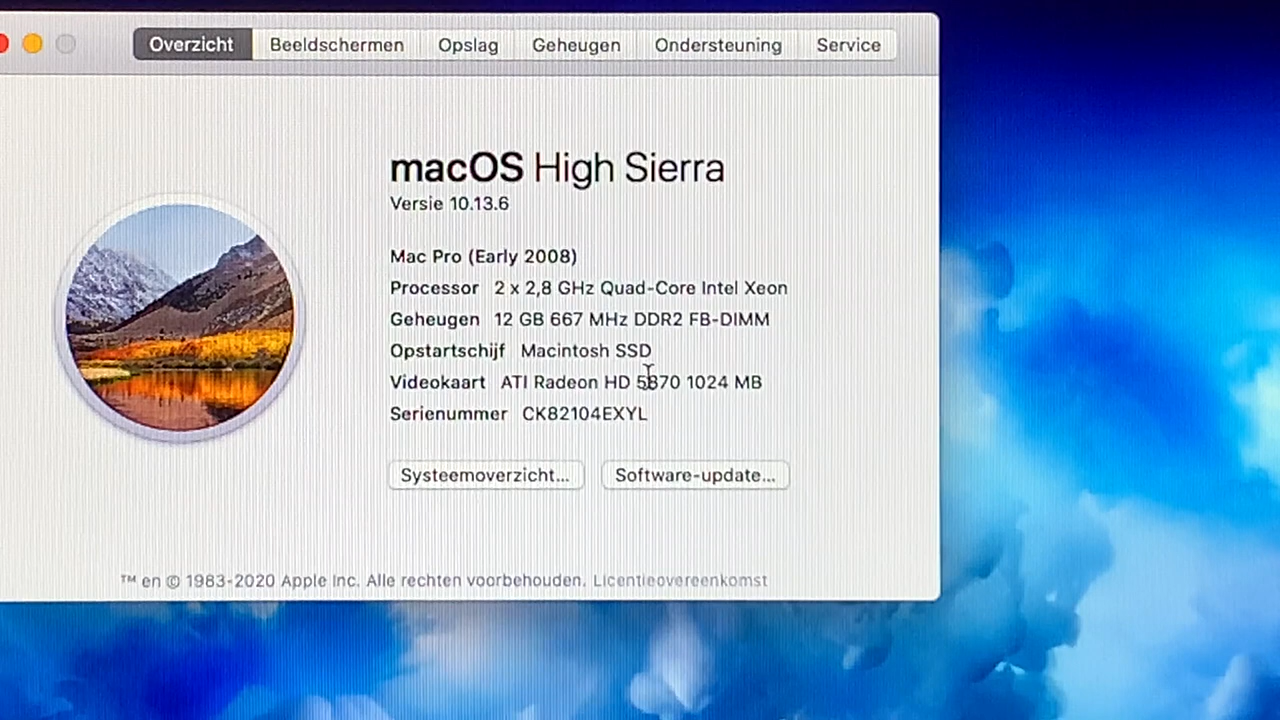 Overzicht Beeldschermen Opslag Geheugen Ondersteuning Service
macOS High Sierra
Versie 10.13.6
Mac Pro (Early 2008)
Processor 2 x 2,8 GHz Quad-Core Intel Xeon
Geheugen 12 GB 667 MHz DDR2 FB-DIMM
Opstartschijf Macintosh SSD
Videokaart ATI Radeon HD 5870 1024 MB
Serienummer CK82104EXYL
Systeemoverzicht... Software-update...
™ en © 1983-2020 Apple Inc. Alle rechten voorbehouden. Licentieovereenkomst